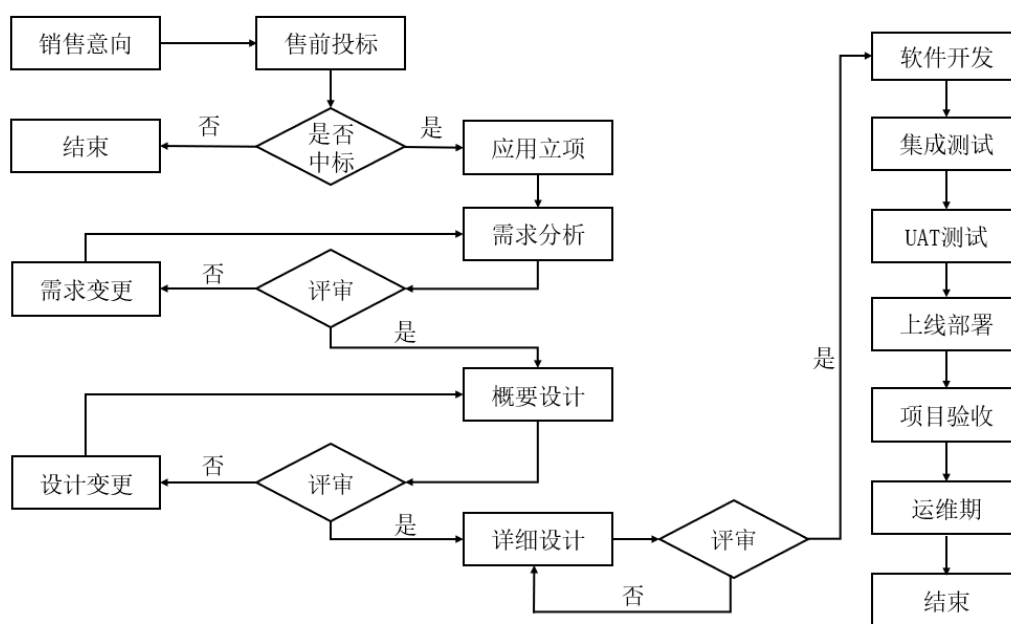 销售意向
售前投标
是否
中标
否
结束
是
应用立项
需求分析
评审
否
需求变更
是
概要设计
评审
否
设计变更
是
详细设计
评审
否
是
软件开发
集成测试
UAT测试
上线部署
项目验收
运维期
结束